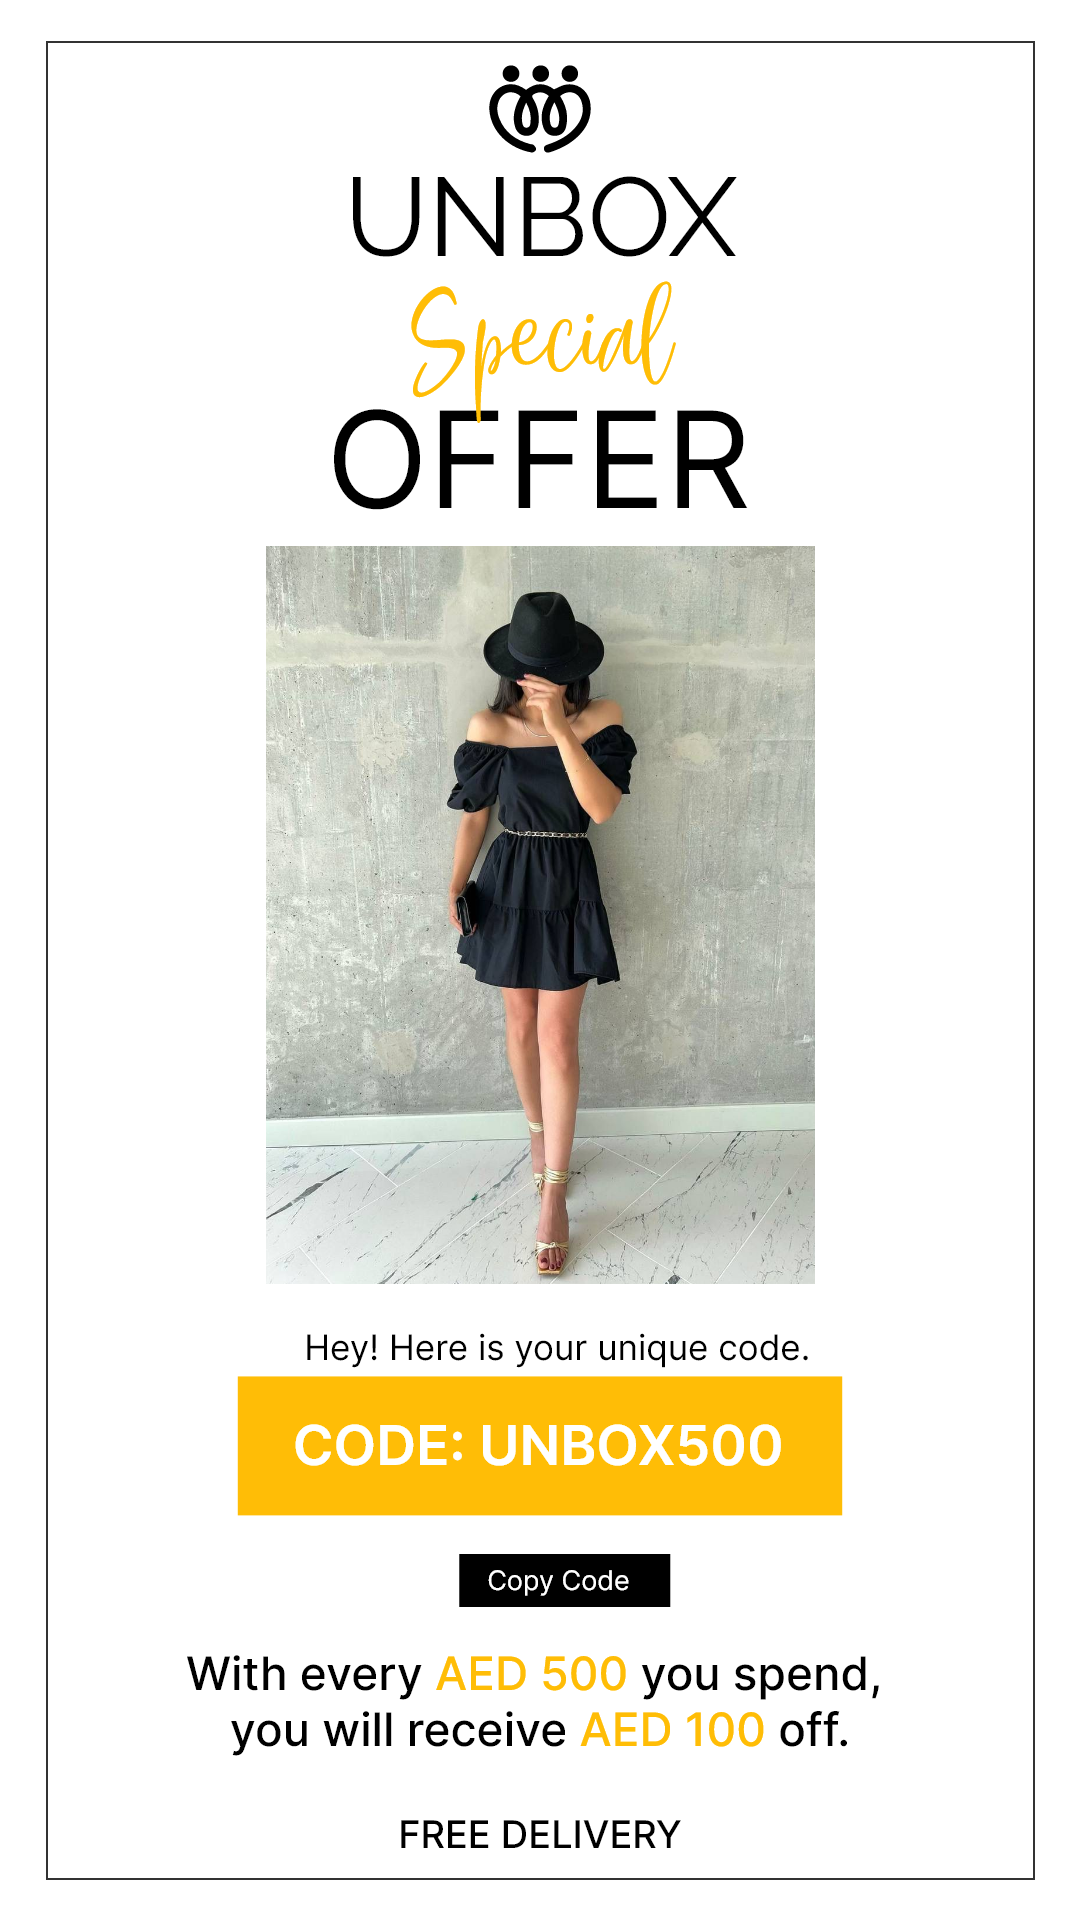 UNBOX
Special
OFFER
Hey! Here is your unique code.
CODE: UNBOX500
Copy Code
With every AED 500 you spend,
you will receive AED 100 off.
FREE DELIVERY